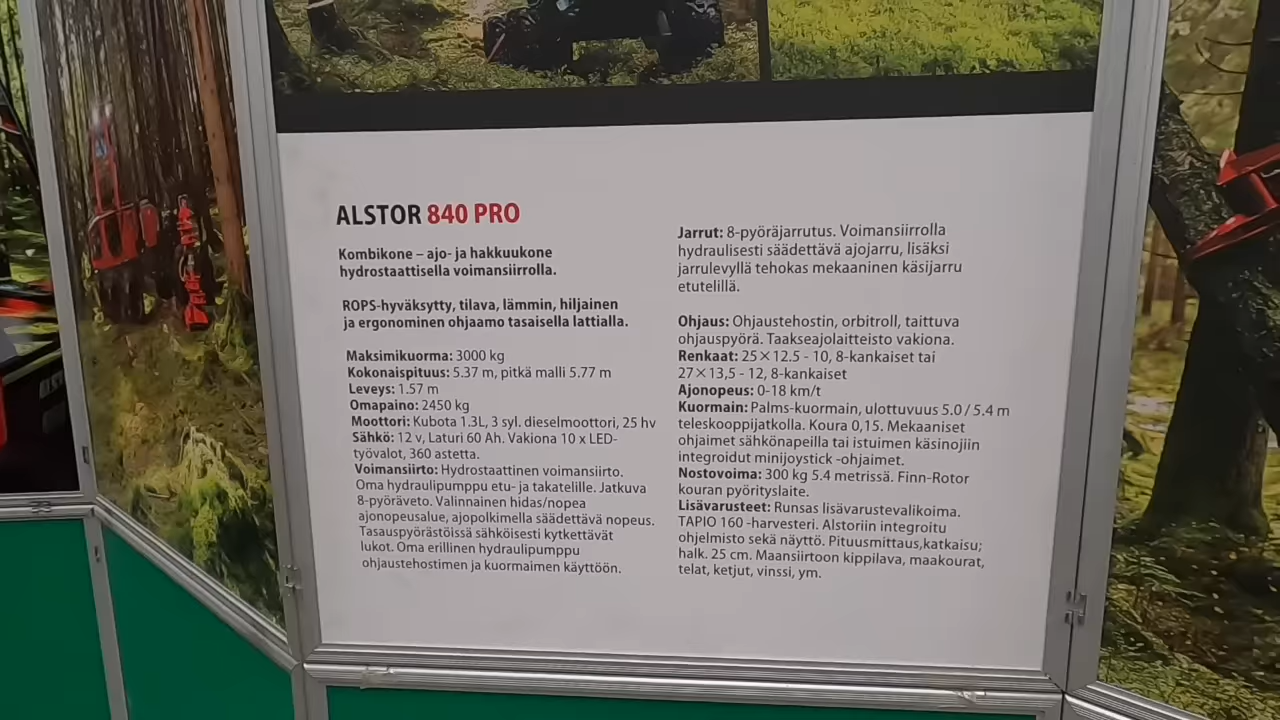 ALSTOR 840 PRO
Kombikone – ajo- ja hakkuukone
hydrostaattisella voimansiirrolla.
ROPS-hyväksytty, tilava, lämmin, hiljainen
ja ergonominen ohjaamo tasaisella lattialla.
Maksimikuorma: 3000 kg
Kokonaispituus: 5.37 m, pitkä malli 5.77 m
Leveys: 1.57 m
Omapaino: 2450 kg
Moottori: Kubota 1.3L, 3 syl. dieselmoottori, 25 hv
Sähkö: 12 v, Laturi 60 Ah. Vakiona 10 x LED-
työvalot, 360 astetta.
Voimansiirto: Hydrostaattinen voimansiirto.
Oma hydraulipumppu etu- ja takatelille. Jatkuva
8-pyöräveto. Valinnainen hidas/nopea
ajonopeusalue, ajopolkimella säädettävä nopeus.
Tasauspyörästöissä sähköisesti kytkettävät
lukot. Oma erillinen hydraulipumppu
ohjaustehostimen ja kuormaimen käyttöön.
Jarrut: 8-pyöräjarrutus. Voimansiirrolla
hydraulisesti säädettävä ajojarru, lisäksi
jarrulevyllä tehokas mekaaninen käsijarru
etutelillä.
Ohjaus: Ohjaustehostin, orbitroll, taittuva
ohjauspyörä. Taakseajolaitteisto vakiona.
Renkaat: 25×12.5 - 10, 8-kankaiset tai
27×13,5 - 12, 8-kankaiset
Ajonopeus: 0-18 km/t
Kuormain: Palms-kuormain, ulottuvuus 5.0 / 5.4 m
teleskooppijatkolla. Koura 0,15. Mekaaniset
ohjaimet sähkönapeilla tai istuimen käsinojiin
integroidut minijoystick -ohjaimet.
Nostovoima: 300 kg 5.4 metrissä. Finn-Rotor
kouran pyörityslaite.
Lisävarusteet: Runsas lisävarustevalikoima.
TAPIO 160 -harvesteri. Alstoriin integroitu
ohjelmisto sekä näyttö. Pituusmittaus,katkaisu;
halk. 25 cm. Maansiirtoon kippilava, maakourat,
telat, ketjut, vinssi, ym.